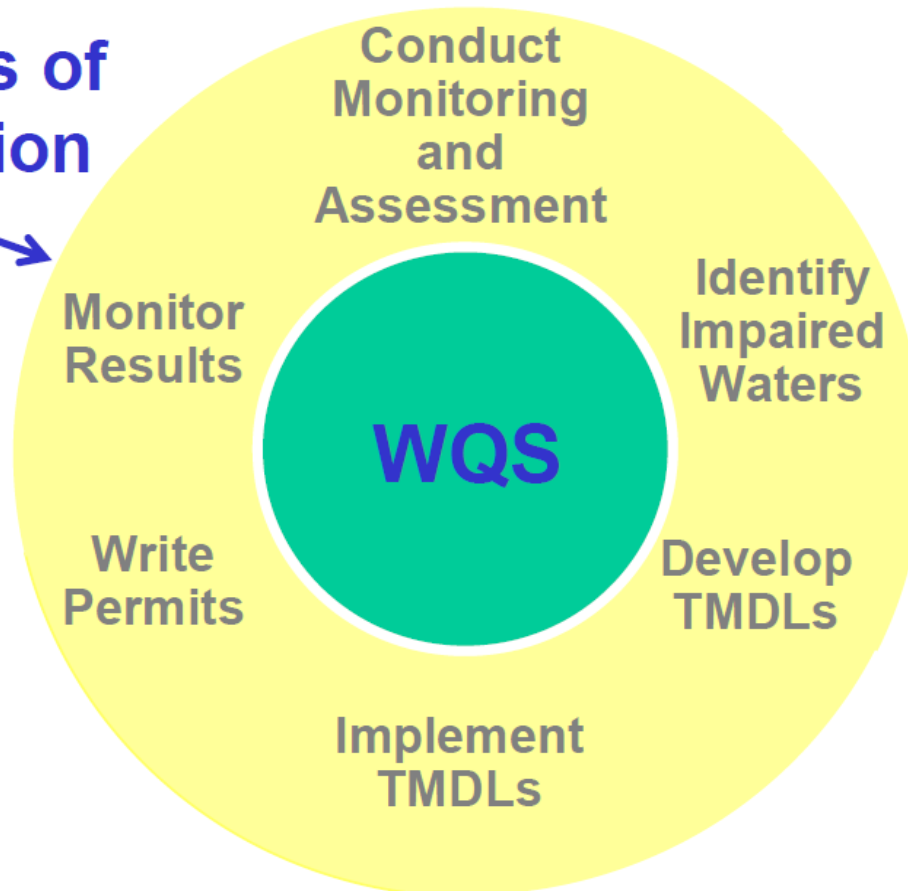 s of
ion
Conduct
Monitoring
and
Assessment
Identify
Impaired
Waters
Develop
TMDLs
Implement
TMDLs
Write
Permits
Monitor
Results
WQS